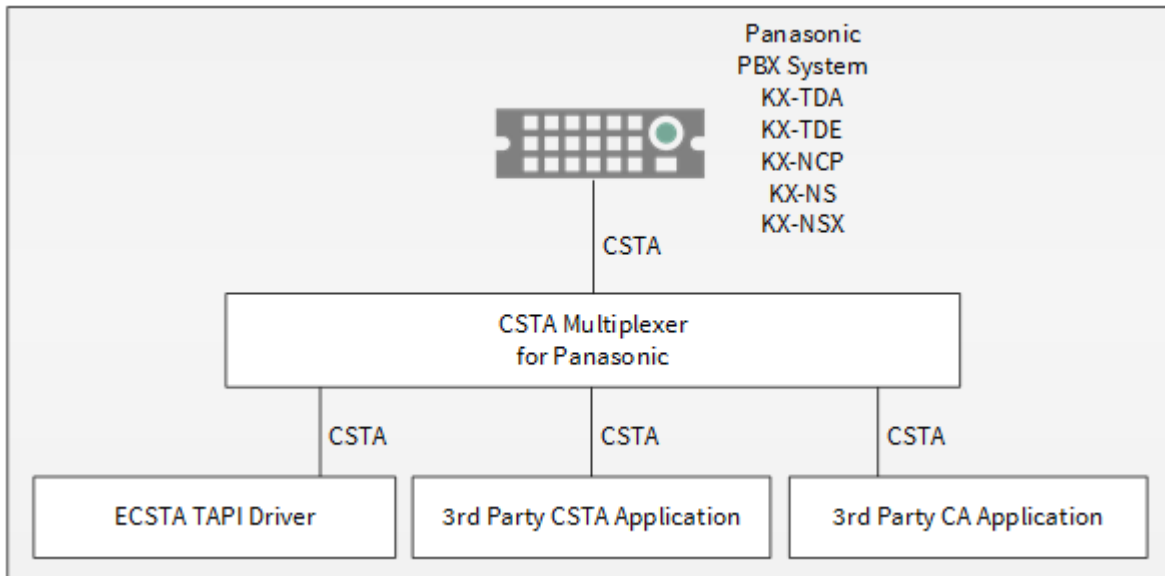 Panasonic
PBX System
KX-TDA
KX-TDE
KX-NCP
KX-NS
KX-NSX
CSTA
CSTA Multiplexer
for Panasonic
CSTA
CSTA
CSTA
ECSTA TAPI Driver
3rd Party CSTA Application
3rd Party CA Application